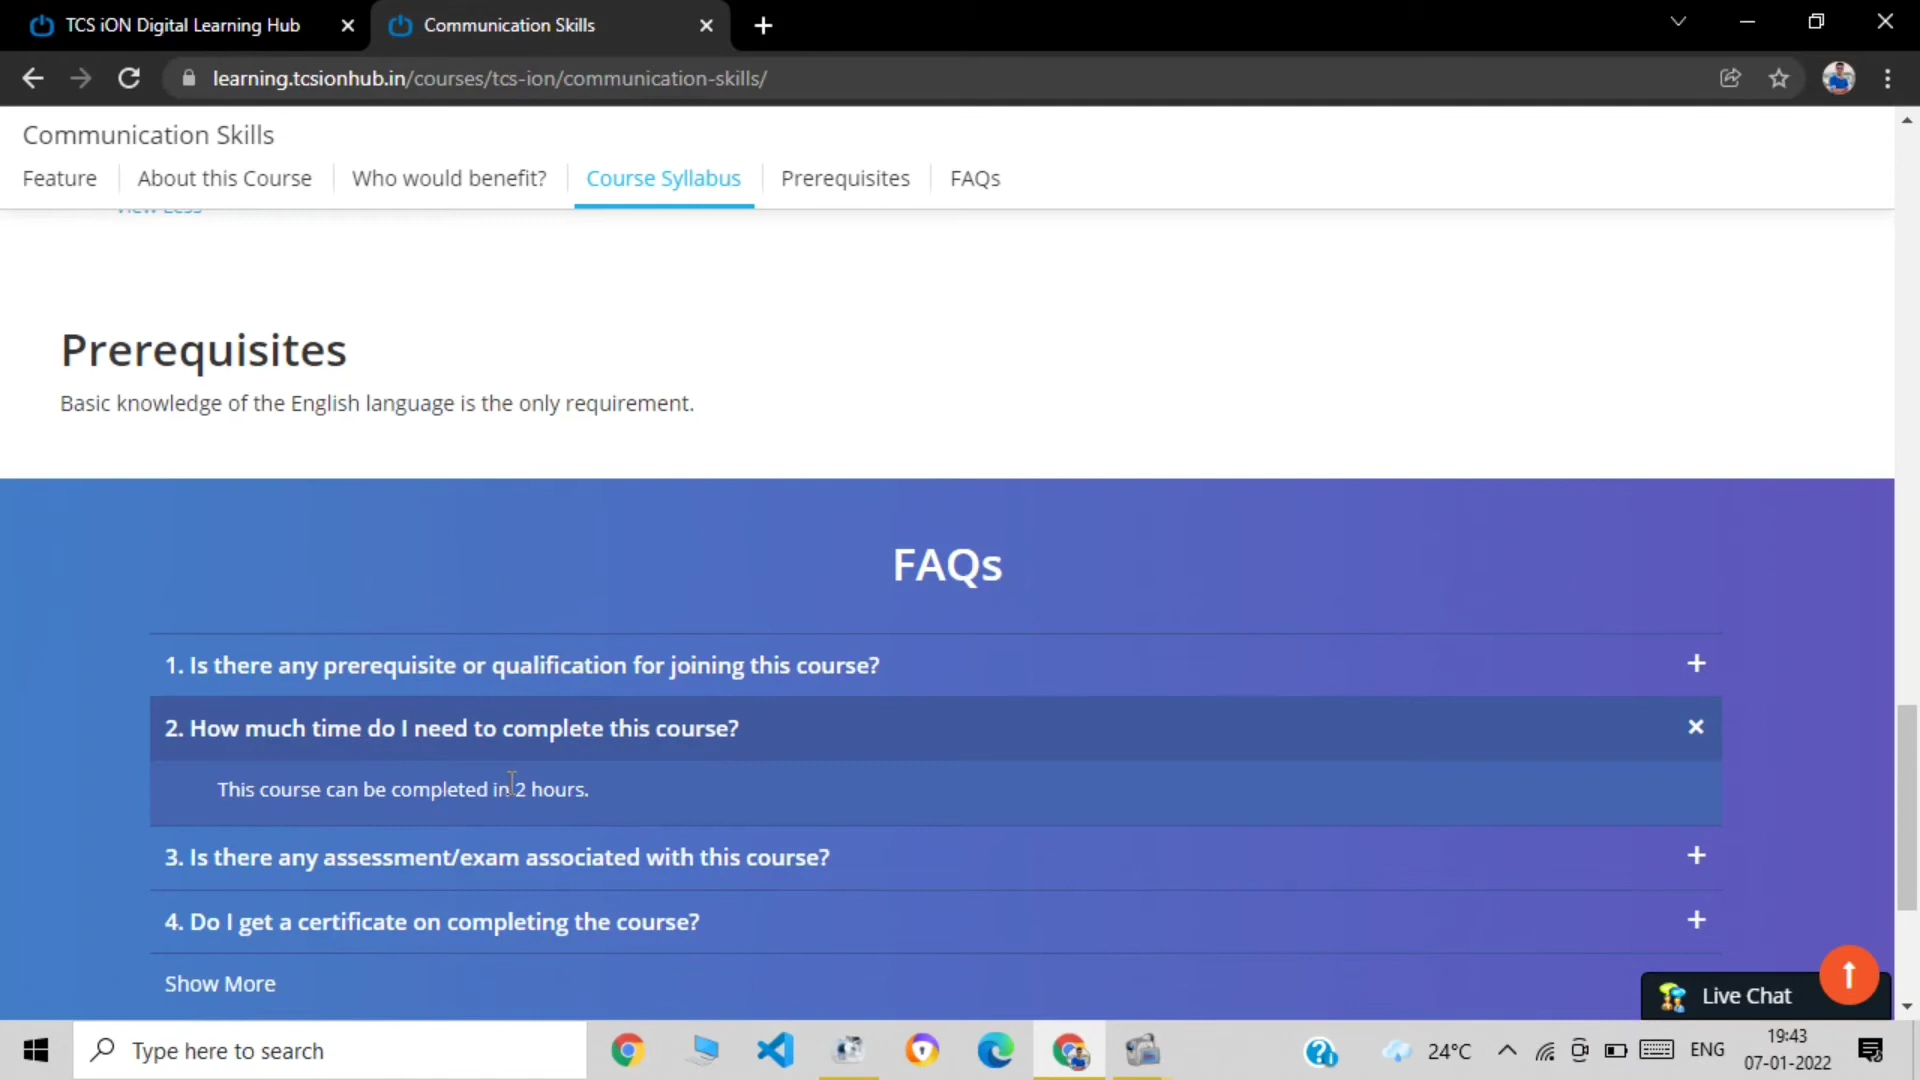 TCS iON Digital Learning Hub
Communication Skills
learning.tcsionhub.in/courses/tcs-ion/communication-skills/
Communication Skills
Feature
About this Course
Who would benefit?
Course Syllabus
Prerequisites
FAQs
View Less
Prerequisites
Basic knowledge of the English language is the only requirement.
FAQs
1. Is there any prerequisite or qualification for joining this course?
2. How much time do I need to complete this course?
This course can be completed in 2 hours.
3. Is there any assessment/exam associated with this course?
4. Do I get a certificate on completing the course?
Show More
Live Chat
Type here to search
24°C
ENG
19:43
07-01-2022